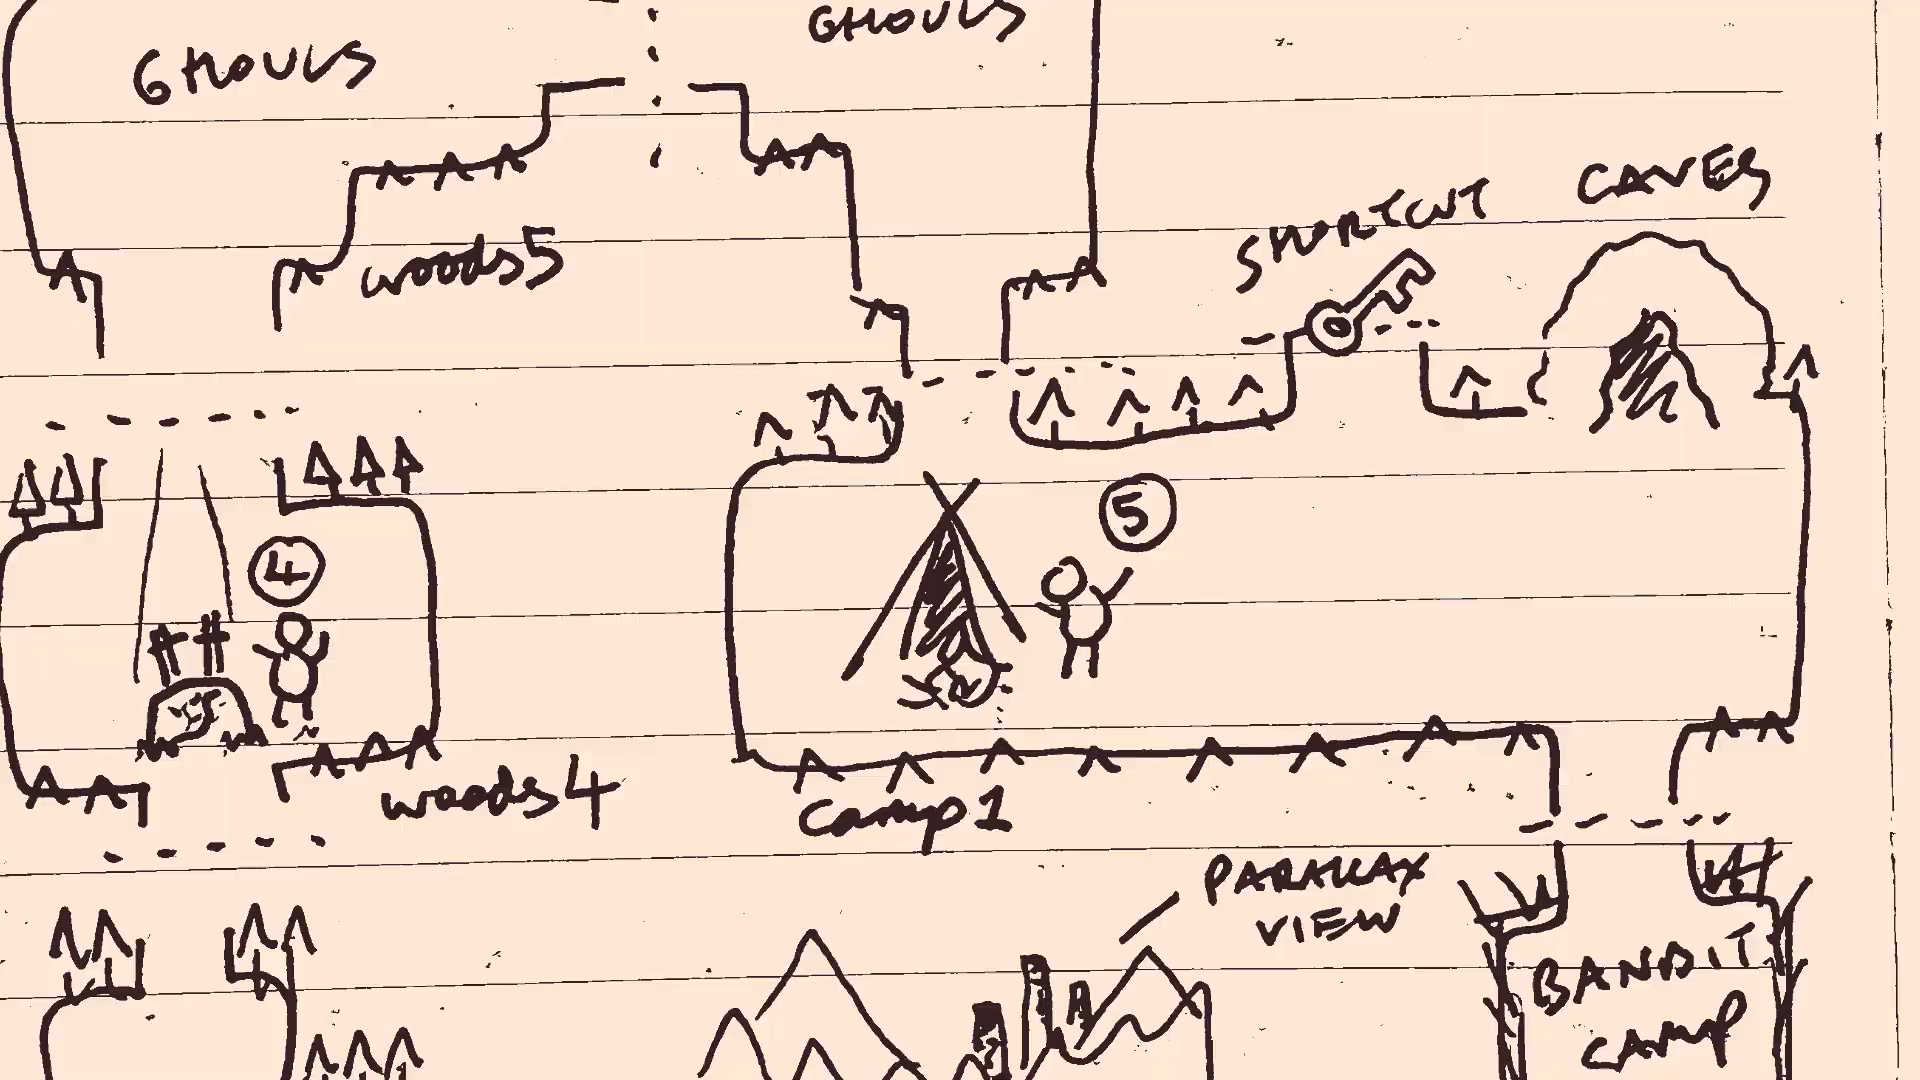 GHOULS
GHOULS
woods5
SHORTCUT
CAVES
4
5
woods4
camp1
PARALLAX
VIEW
BANDIT
CAMP